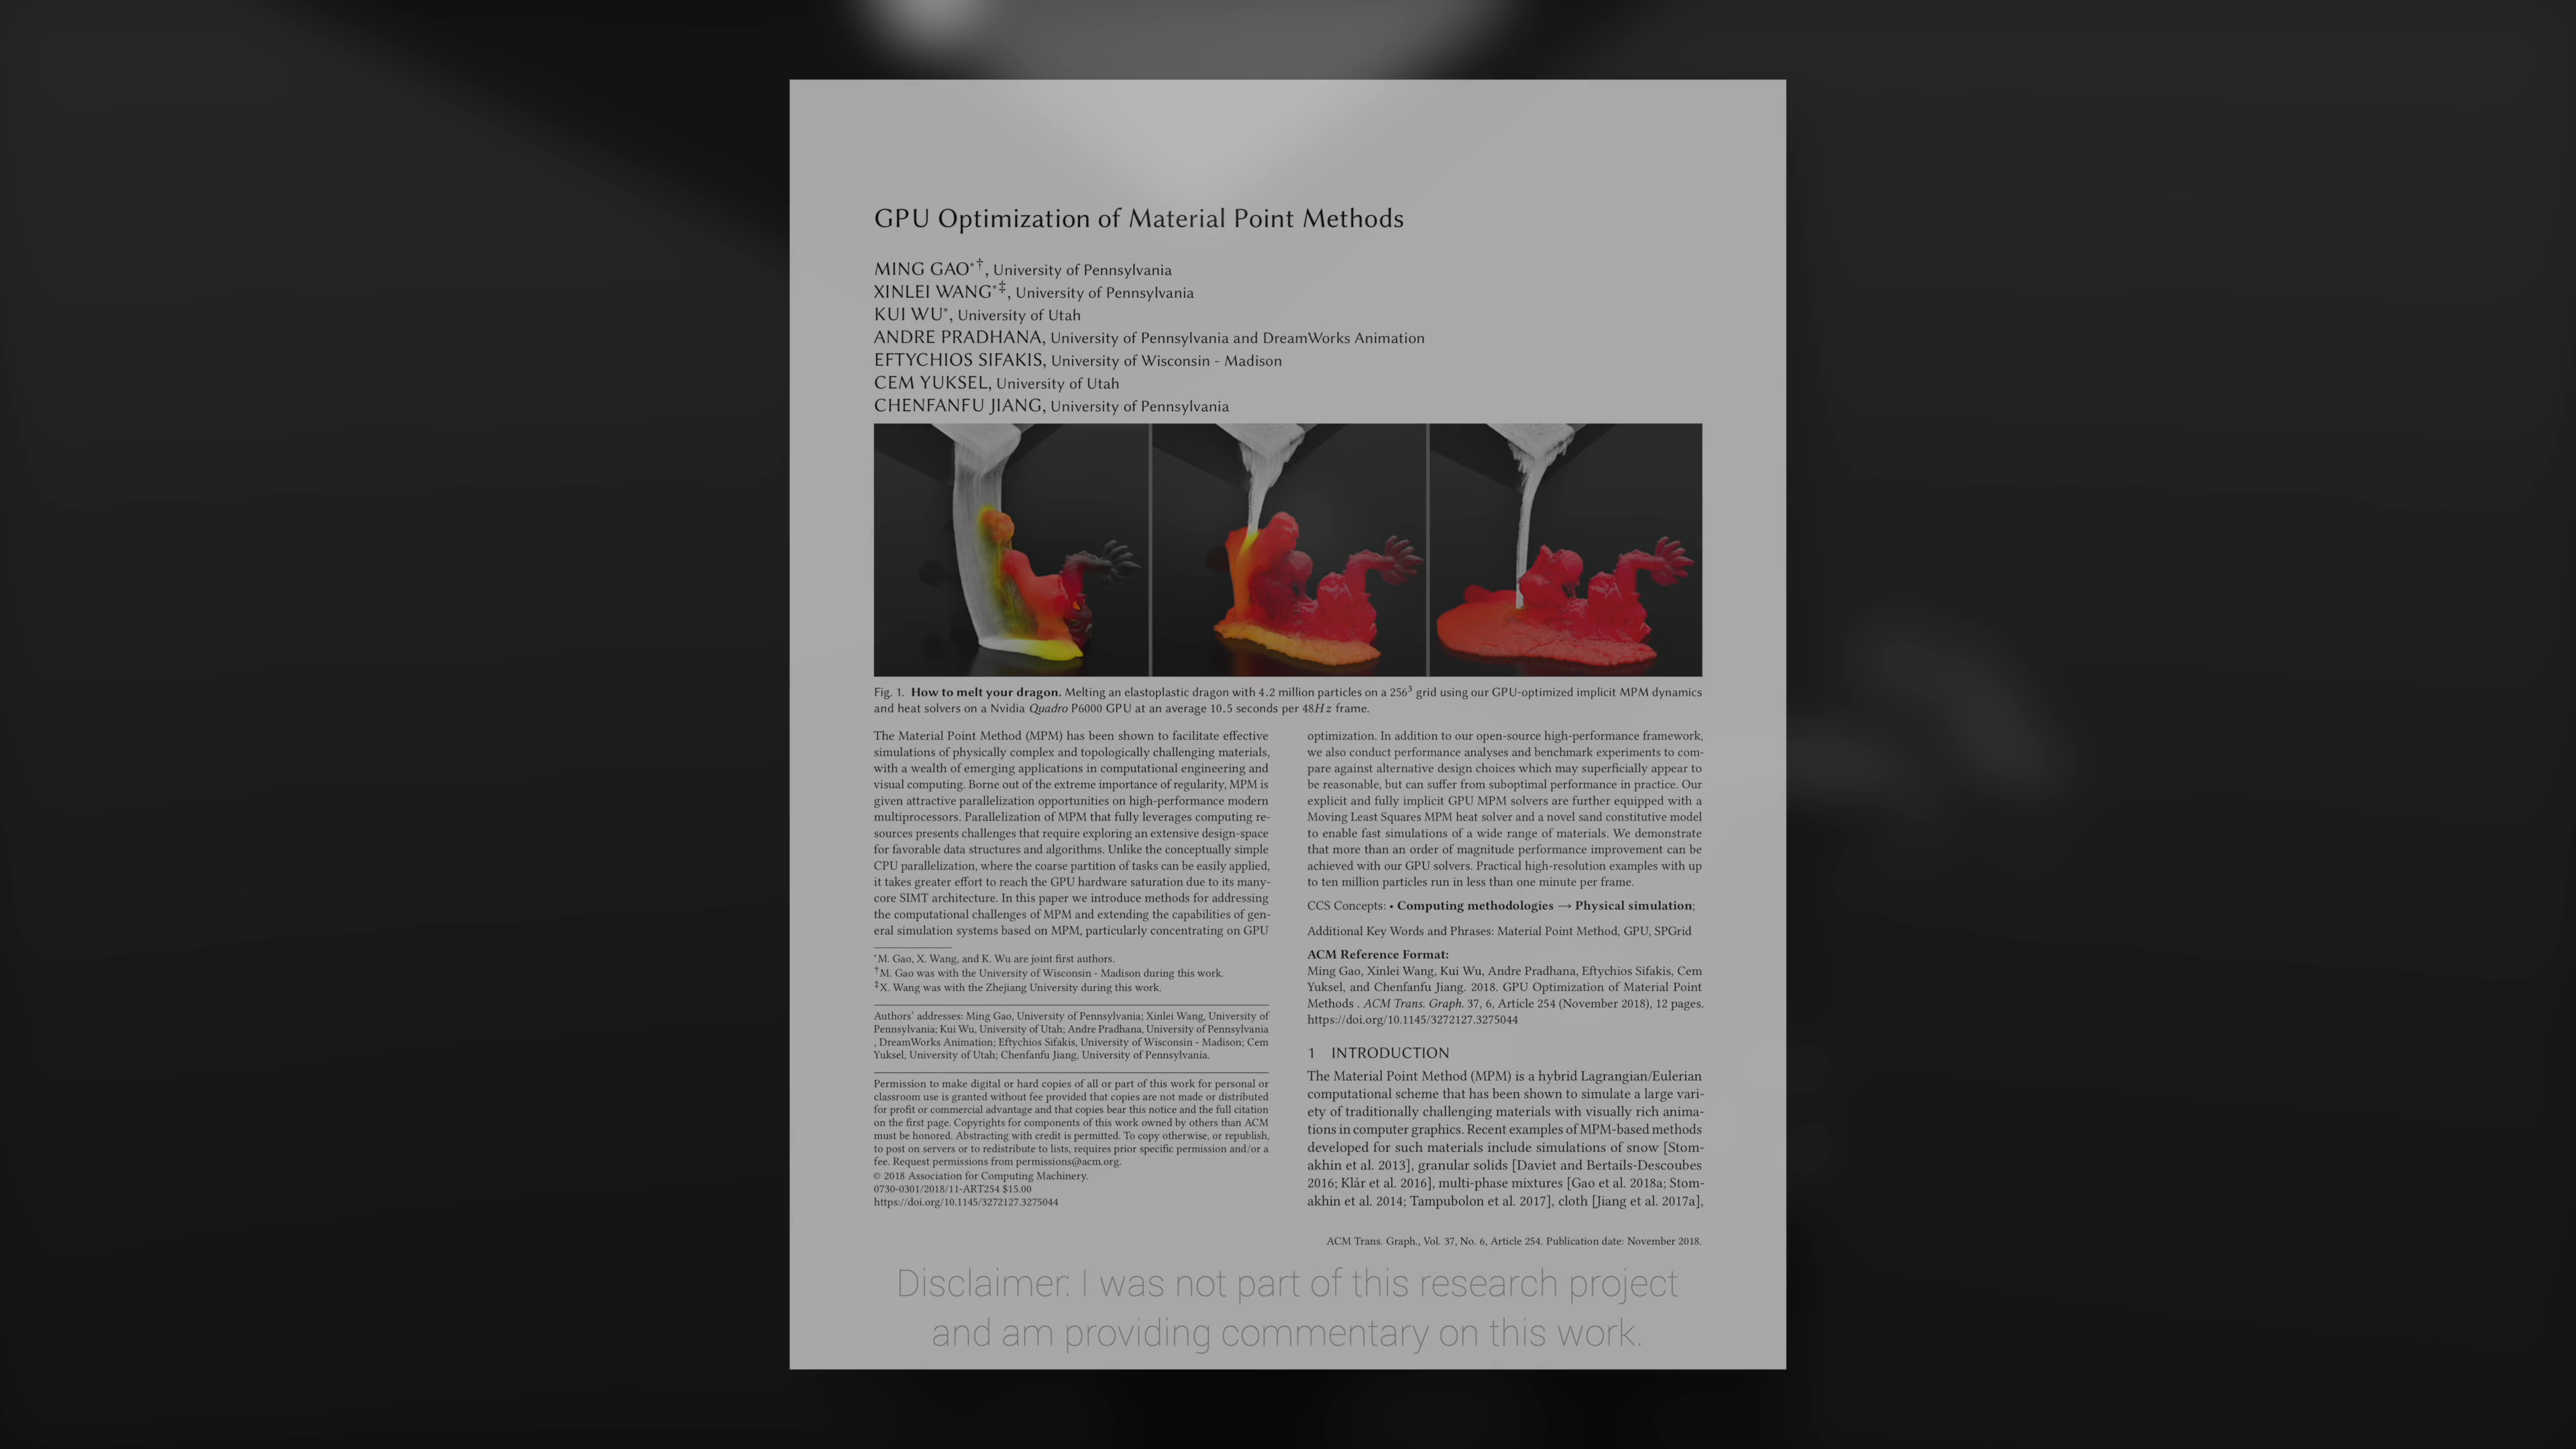 GPU Optimization of Material Point Methods
MING GAO*†, University of Pennsylvania
XINLEI WANG*‡, University of Pennsylvania
KUI WU*, University of Utah
ANDRE PRADHANA, University of Pennsylvania and DreamWorks Animation
EFTYCHIOS SIFAKIS, University of Wisconsin - Madison
CEM YUKSEL, University of Utah
CHENFANFU JIANG, University of Pennsylvania
Fig. 1. How to melt your dragon. Melting an elastoplastic dragon with 4.2 million particles on a 256³ grid using our GPU-optimized implicit MPM dynamics
and heat solvers on a Nvidia Quadro P6000 GPU at an average 10.5 seconds per 48Hz frame.
The Material Point Method (MPM) has been shown to facilitate effective
simulations of physically complex and topologically challenging materials,
with a wealth of emerging applications in computational engineering and
visual computing. Borne out of the extreme importance of regularity, MPM is
given attractive parallelization opportunities on high-performance modern
multiprocessors. Parallelization of MPM that fully leverages computing re-
sources presents challenges that require exploring an extensive design-space
for favorable data structures and algorithms. Unlike the conceptually simple
CPU parallelization, where the coarse partition of tasks can be easily applied,
it takes greater effort to reach the GPU hardware saturation due to its many-
core SIMT architecture. In this paper we introduce methods for addressing
the computational challenges of MPM and extending the capabilities of gen-
eral simulation systems based on MPM, particularly concentrating on GPU
*M. Gao, X. Wang, and K. Wu are joint first authors.
†M. Gao was with the University of Wisconsin - Madison during this work.
‡X. Wang was with the Zhejiang University during this work.
Authors' addresses: Ming Gao, University of Pennsylvania; Xinlei Wang, University of
Pennsylvania; Kui Wu, University of Utah; Andre Pradhana, University of Pennsylvania
, DreamWorks Animation; Eftychios Sifakis, University of Wisconsin - Madison; Cem
Yuksel, University of Utah; Chenfanfu Jiang, University of Pennsylvania.
Permission to make digital or hard copies of all or part of this work for personal or
classroom use is granted without fee provided that copies are not made or distributed
for profit or commercial advantage and that copies bear this notice and the full citation
on the first page. Copyrights for components of this work owned by others than ACM
must be honored. Abstracting with credit is permitted. To copy otherwise, or republish,
to post on servers or to redistribute to lists, requires prior specific permission and/or a
fee. Request permissions from permissions@acm.org.
© 2018 Association for Computing Machinery.
0730-0301/2018/11-ART254 $15.00
https://doi.org/10.1145/3272127.3275044
optimization. In addition to our open-source high-performance framework,
we also conduct performance analyses and benchmark experiments to com-
pare against alternative design choices which may superficially appear to
be reasonable, but can suffer from suboptimal performance in practice. Our
explicit and fully implicit GPU MPM solvers are further equipped with a
Moving Least Squares MPM heat solver and a novel sand constitutive model
to enable fast simulations of a wide range of materials. We demonstrate
that more than an order of magnitude performance improvement can be
achieved with our GPU solvers. Practical high-resolution examples with up
to ten million particles run in less than one minute per frame.
CCS Concepts: • Computing methodologies → Physical simulation;
Additional Key Words and Phrases: Material Point Method, GPU, SPGrid
ACM Reference Format:
Ming Gao, Xinlei Wang, Kui Wu, Andre Pradhana, Eftychios Sifakis, Cem
Yuksel, and Chenfanfu Jiang. 2018. GPU Optimization of Material Point
Methods . ACM Trans. Graph. 37, 6, Article 254 (November 2018), 12 pages.
https://doi.org/10.1145/3272127.3275044
1 INTRODUCTION
The Material Point Method (MPM) is a hybrid Lagrangian/Eulerian
computational scheme that has been shown to simulate a large vari-
ety of traditionally challenging materials with visually rich anima-
tions in computer graphics. Recent examples of MPM-based methods
developed for such materials include simulations of snow [Stom-
akhin et al. 2013], granular solids [Daviet and Bertails-Descoubes
2016; Klár et al. 2016], multi-phase mixtures [Gao et al. 2018a; Stom-
akhin et al. 2014; Tampubolon et al. 2017], cloth [Jiang et al. 2017a],
ACM Trans. Graph., Vol. 37, No. 6, Article 254. Publication date: November 2018.
Disclaimer: I was not part of this research project
and am providing commentary on this work.